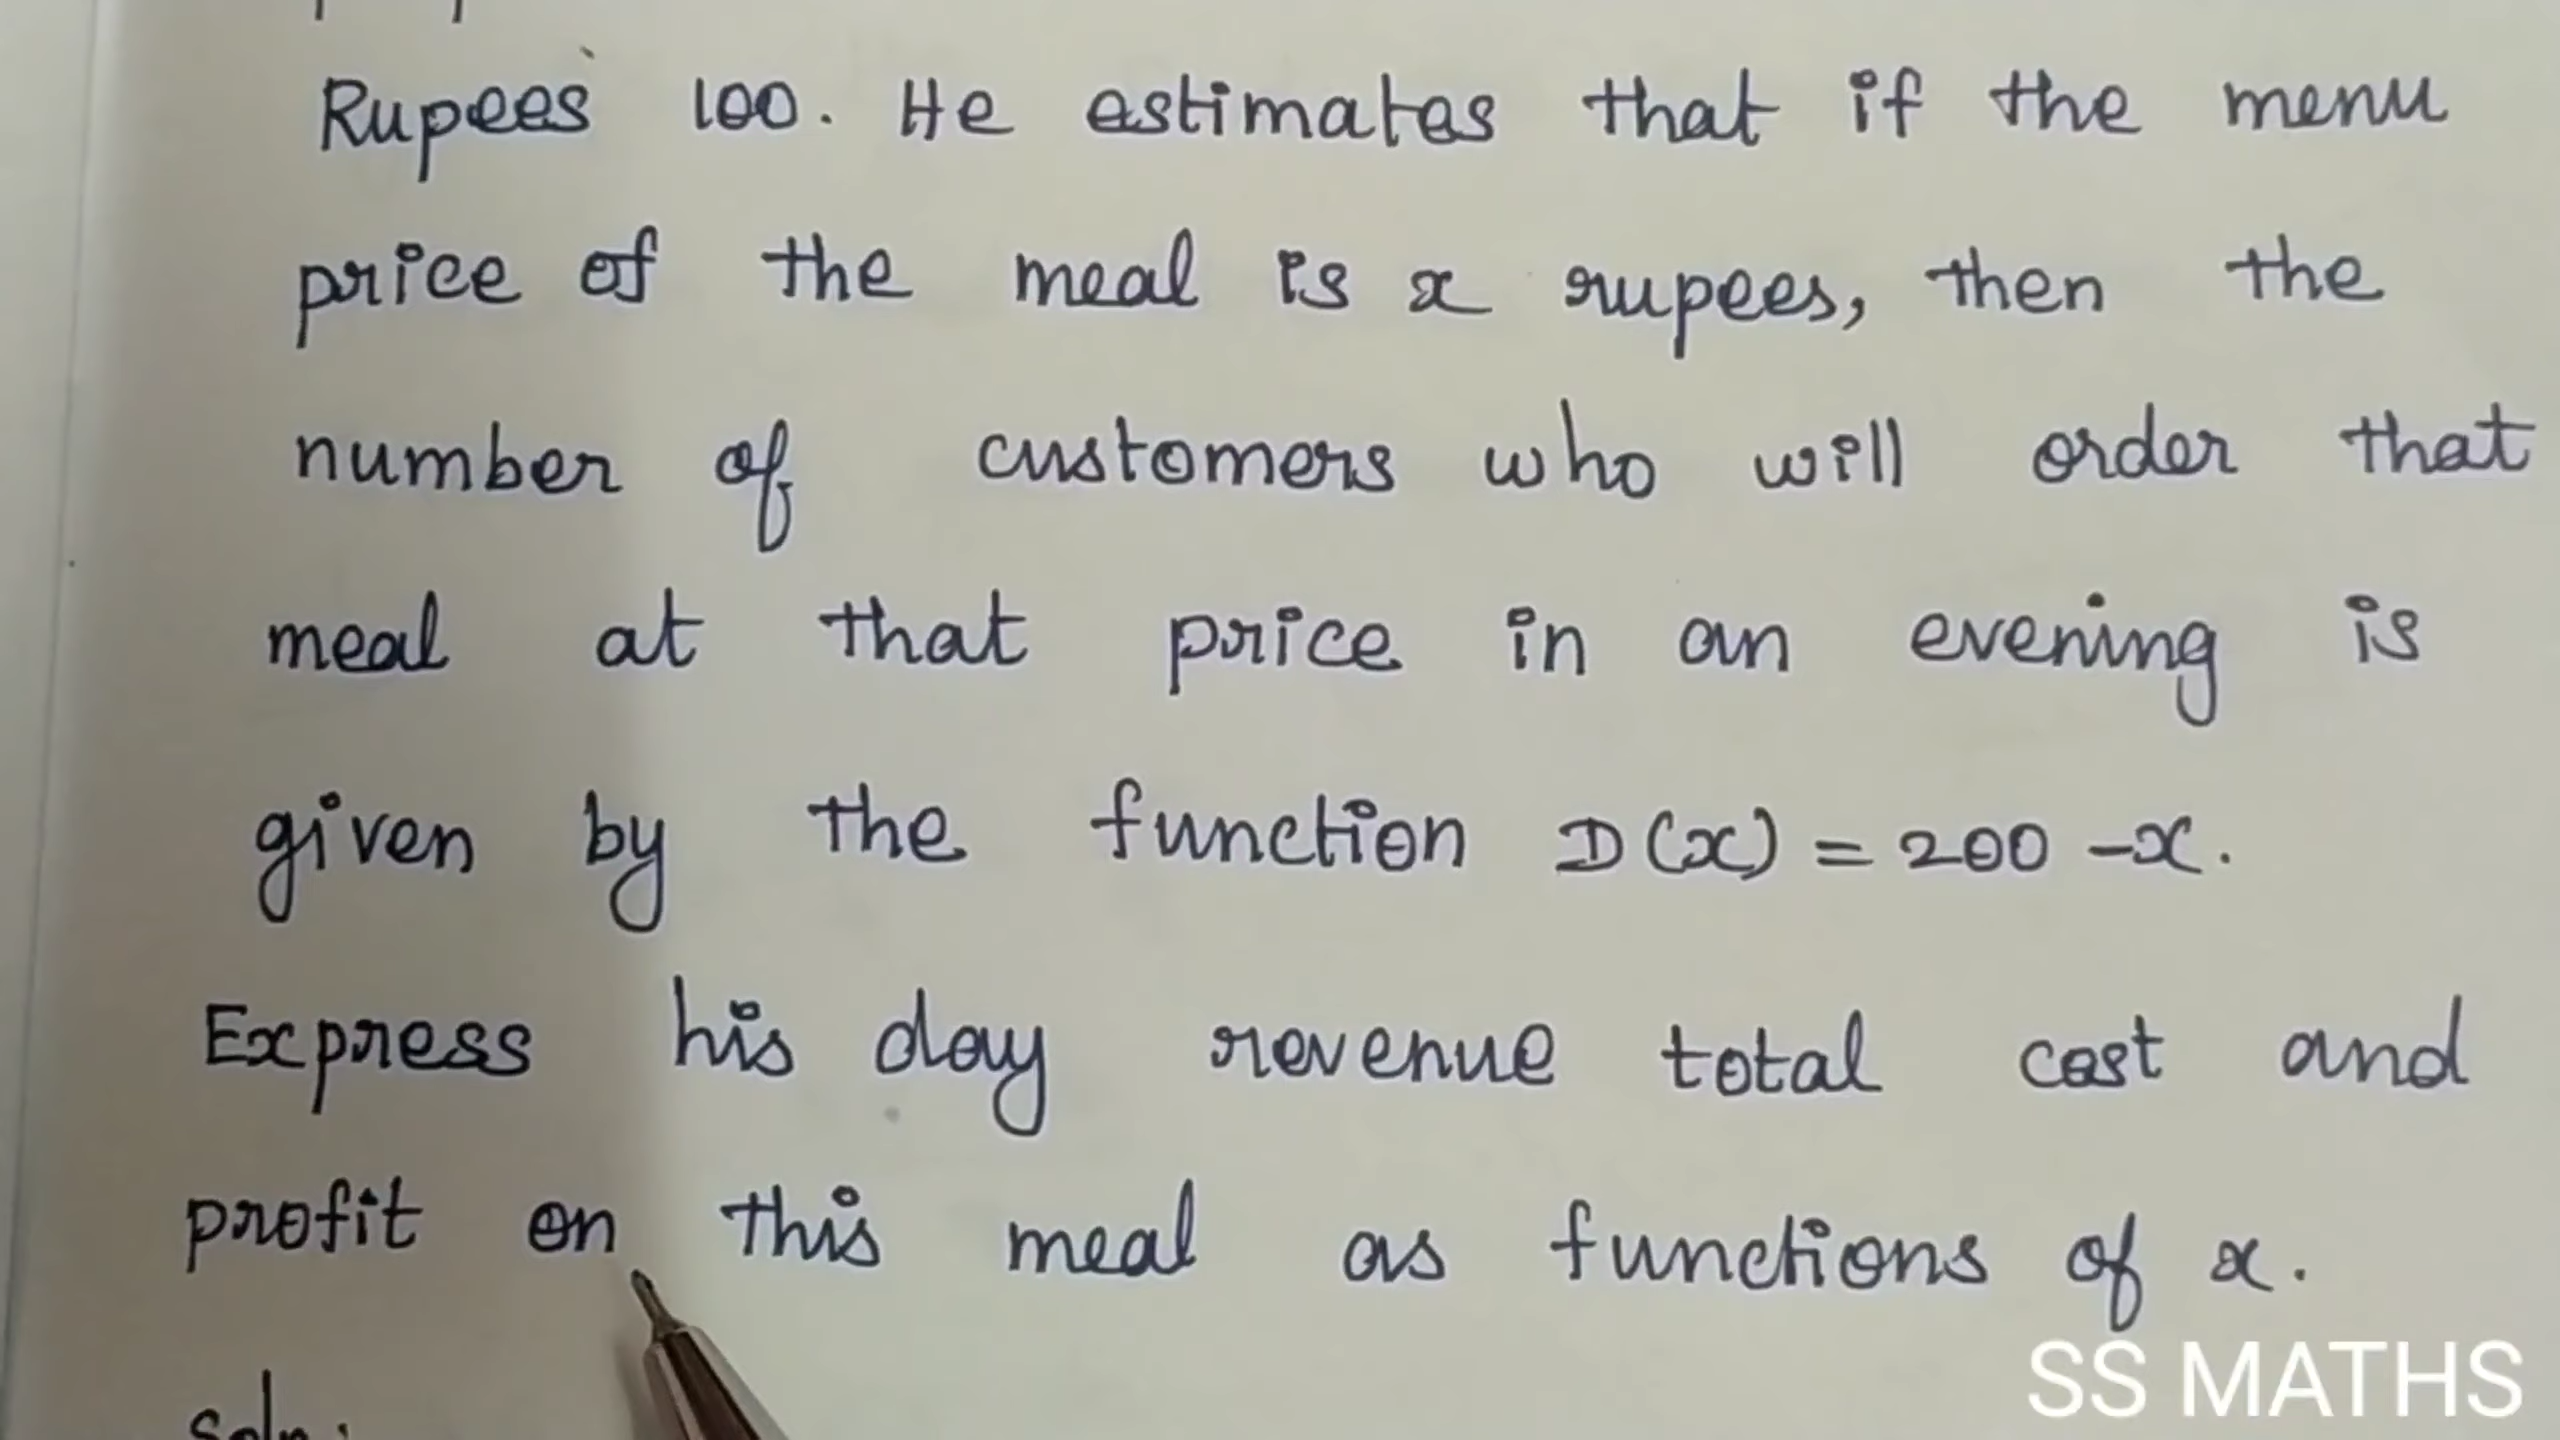 Rupees 100. He estimates that if the menu
price of the meal is x rupees, then the
number of customers who will order that
meal at that price in an evening is
given by the function D(x) = 200 - x.
Express his day revenue total cost and
profit on this meal as functions of x.
Soln:
SS MATHS